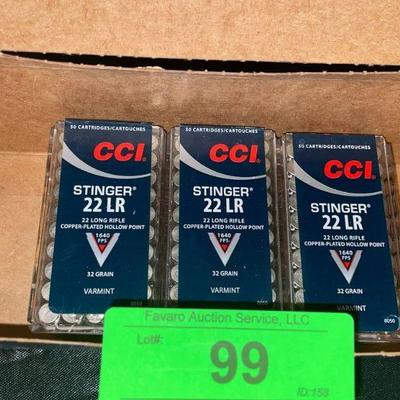 50 CARTRIDGES/CARTOUCHES
CCI
STINGER®
22 LR
22 LONG RIFLE
COPPER-PLATED HOLLOW POINT
1640
FPS
32 GRAIN
VARMINT
50 CARTRIDGES/CARTOUCHES
CCI
STINGER®
22 LR
22 LONG RIFLE
COPPER-PLATED HOLLOW POINT
1640
FPS
32 GRAIN
VARMINT
50 CARTRIDGES/CARTOUCHES
CCI
STINGER®
22 LR
22 LONG RIFLE
COPPER-PLATED HOLLOW POINT
1640
FPS
32 GRAIN
VARMINT
Favaro Auction Service, LLC
Lot#:
99
ID:158